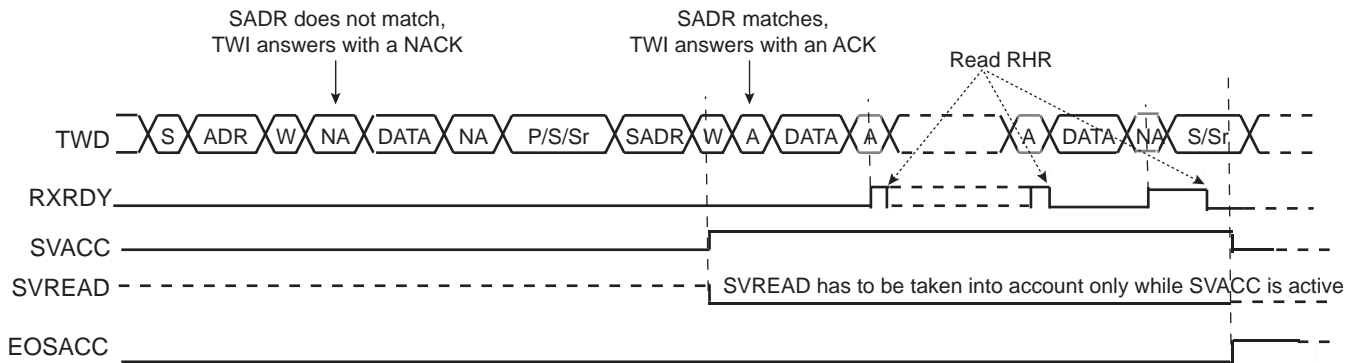 SADR does not match,
TWI answers with a NACK
SADR matches,
TWI answers with an ACK
Read RHR
TWD S ADR W NA DATA NA P/S/Sr SADR W A DATA A A DATA NA S/Sr
RXRDY
SVACC
SVREAD SVREAD has to be taken into account only while SVACC is active
EOSACC